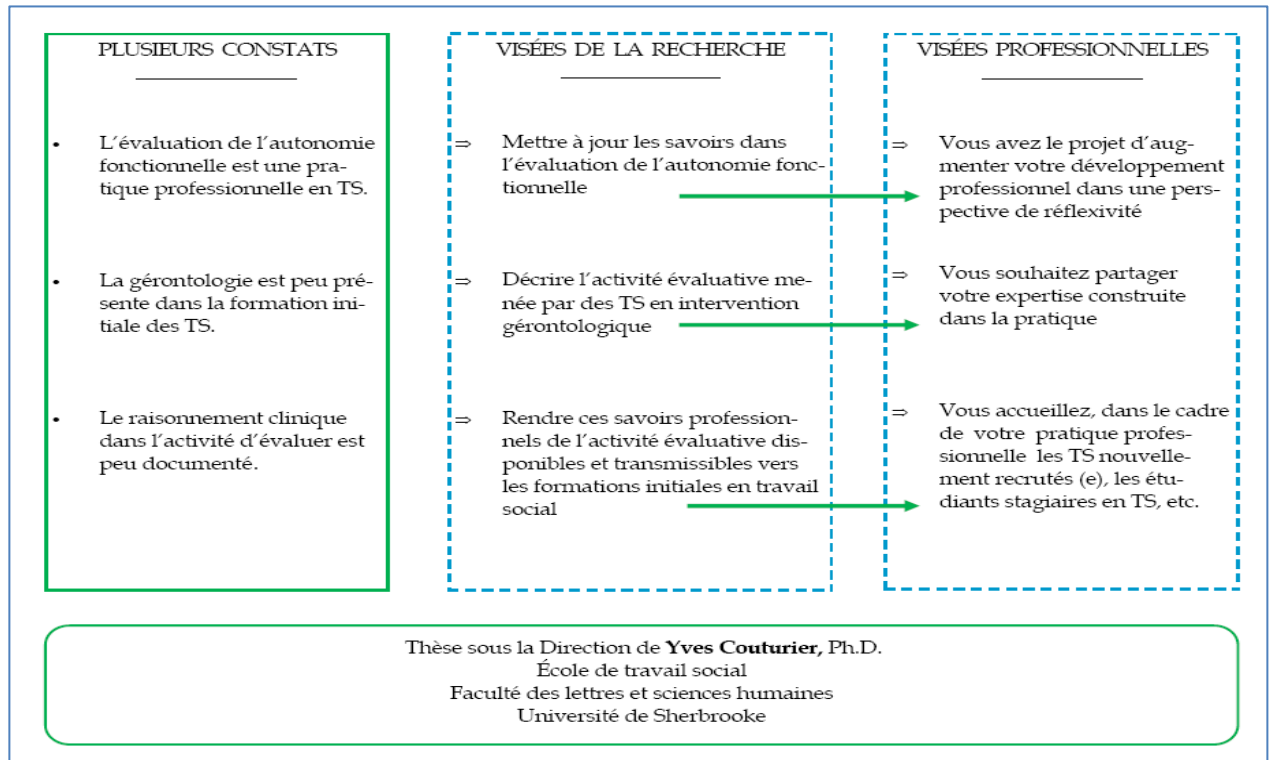 PLUSIEURS CONSTATS
• L'évaluation de l'autonomie
fonctionnelle est une pra-
tique professionnelle en TS.
• La gérontologie est peu pré-
sente dans la formation ini-
tiale des TS.
• Le raisonnement clinique
dans l'activité d'évaluer est
peu documenté.
VISÉES DE LA RECHERCHE
⇒ Mettre à jour les savoirs dans
l'évaluation de l'autonomie fonc-
tionnelle
⇒ Décrire l'activité évaluative me-
née par des TS en intervention
gérontologique
⇒ Rendre ces savoirs profession-
nels de l'activité évaluative dis-
ponibles et transmissibles vers
les formations initiales en travail
social
VISÉES PROFESSIONNELLES
⇒ Vous avez le projet d'aug-
menter votre développement
professionnel dans une pers-
pective de réflexivité
⇒ Vous souhaitez partager
votre expertise construite
dans la pratique
⇒ Vous accueillez, dans le cadre
de votre pratique profes-
sionnelle les TS nouvelle-
ment recrutés (e), les étu-
diants stagiaires en TS, etc.
Thèse sous la Direction de Yves Couturier, Ph.D.
École de travail social
Faculté des lettres et sciences humaines
Université de Sherbrooke